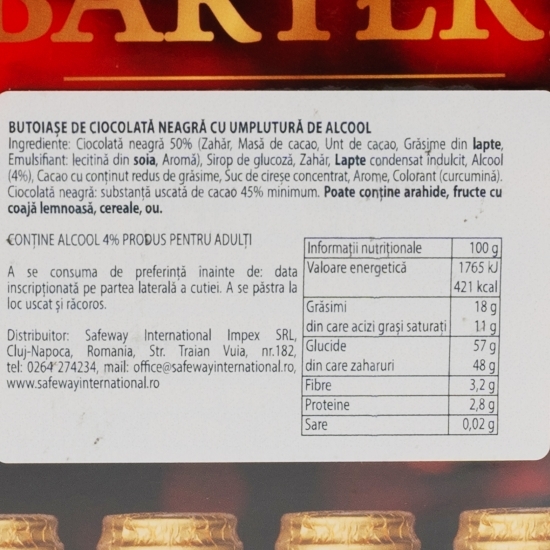 BUTOIAȘE DE CIOCOLATĂ NEAGRĂ CU UMPLUTURĂ DE ALCOOL
Ingrediente: Ciocolată neagră 50% (Zahăr, Masă de cacao, Unt de cacao, Grăsime din lapte,
Emulsifiant: lecitină din soia, Aromă), Sirop de glucoză, Zahăr, Lapte condensat îndulcit, Alcool
(4%), Cacao cu conținut redus de grăsime, Suc de cireșe concentrat, Arome, Colorant (curcumină).
Ciocolată neagră: substanță uscată de cacao 45% minimum. Poate conține arahide, fructe cu
coajă lemnoasă, cereale, ou.
CONȚINE ALCOOL 4% PRODUS PENTRU ADULȚI
A se consuma de preferință inainte de: data
inscripționată pe partea laterală a cutiei. A se păstra la
loc uscat și răcoros.
Distribuitor: Safeway International Impex SRL,
Cluj-Napoca, Romania, Str. Traian Vuia, nr.182,
tel: 0264 274234, mail: office@safewayinternational.ro,
www.safewayinternational.ro
Informații nutriționale 100 g
Valoare energetică 1765 kJ
421 kcal
Grăsimi 18 g
din care acizi grași saturați 11 g
Glucide 57 g
din care zaharuri 48 g
Fibre 3,2 g
Proteine 2,8 g
Sare 0,02 g